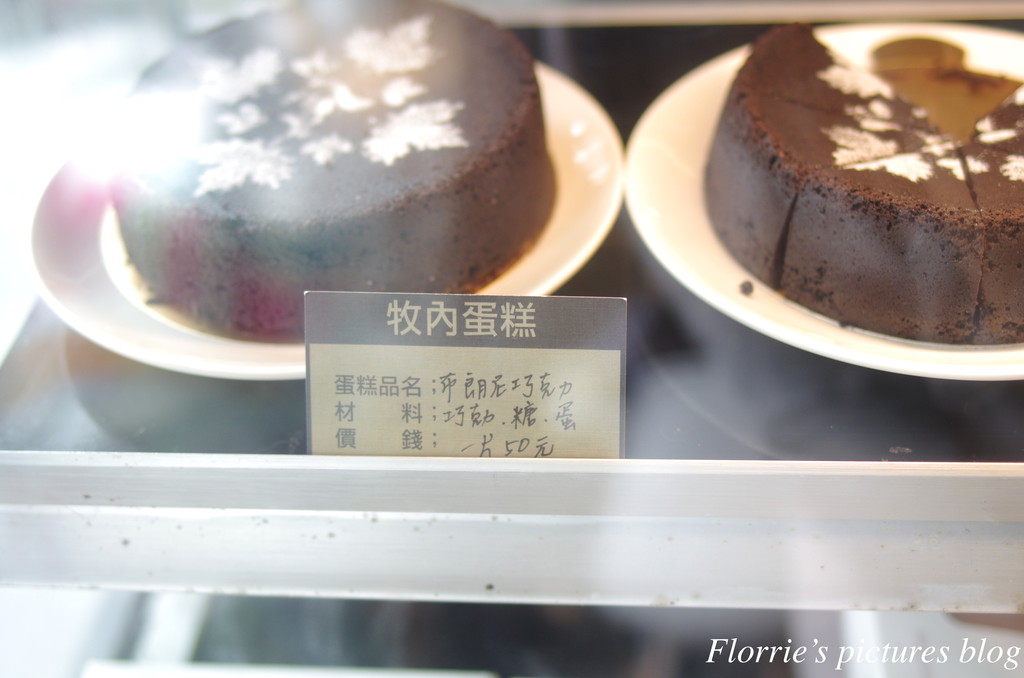 牧內蛋糕
蛋糕品名；布朗尼巧克力
材 料；巧克力.糖.蛋
價 錢；一片50元
Florrie's pictures blog